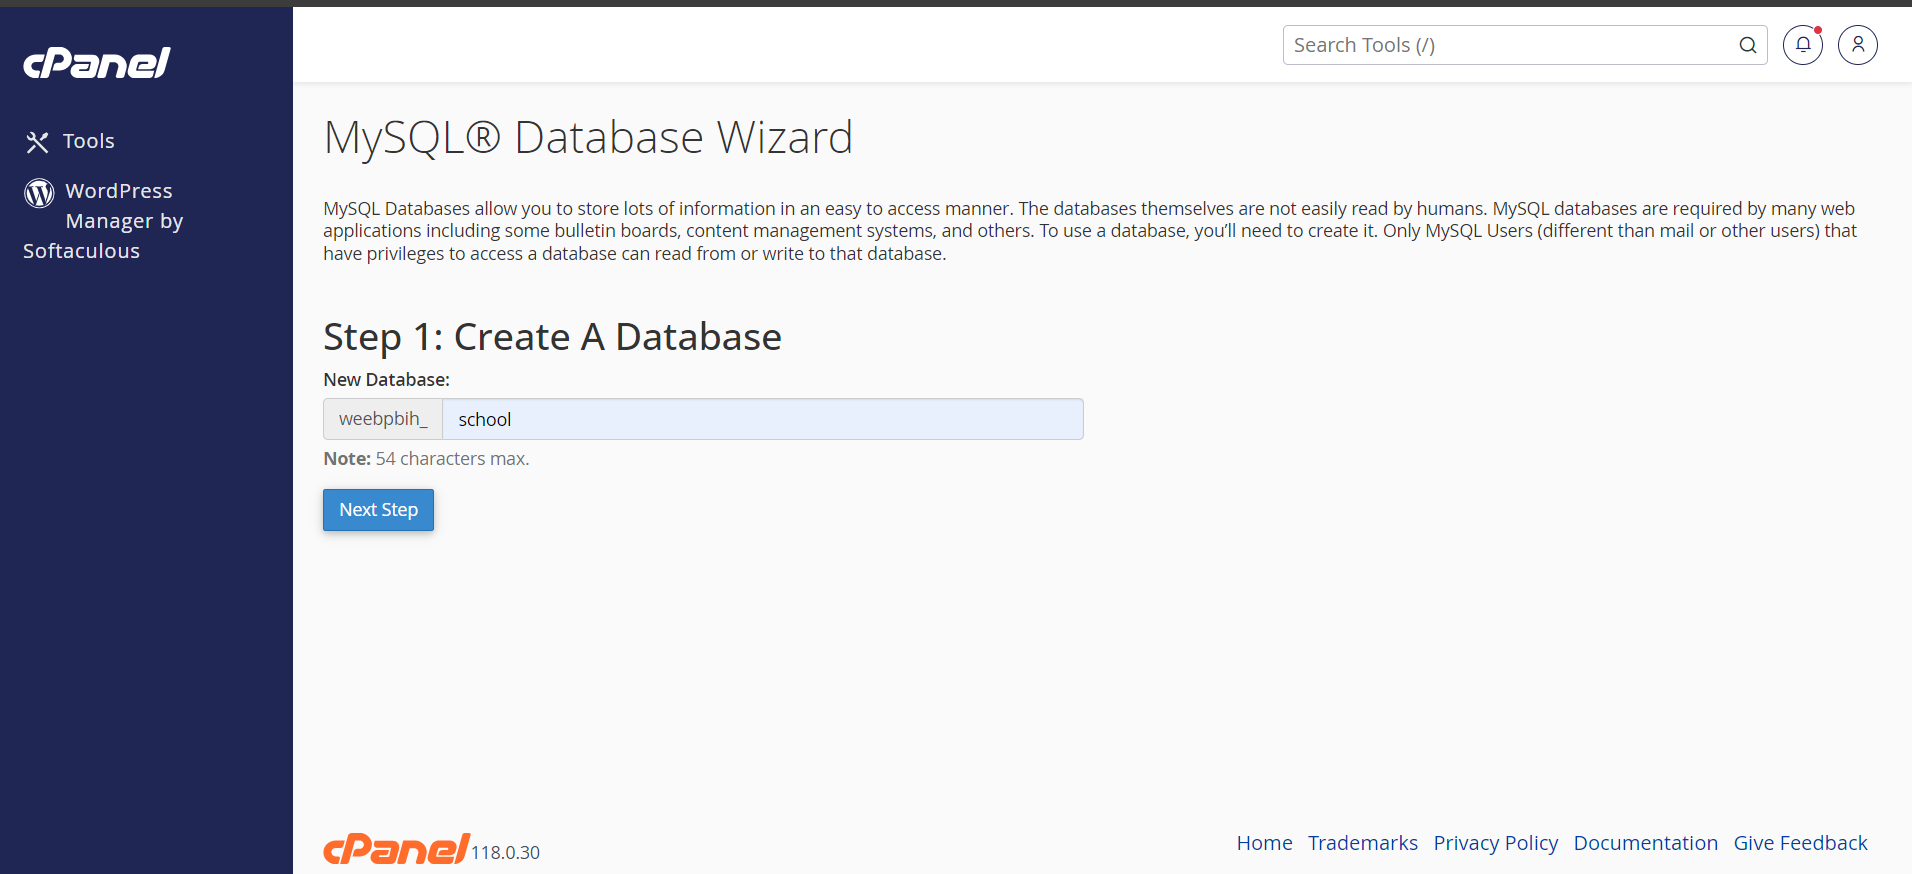 cPanel
Search Tools (/)
Tools
WordPress
Manager by
Softaculous
MySQL® Database Wizard
MySQL Databases allow you to store lots of information in an easy to access manner. The databases themselves are not easily read by humans. MySQL databases are required by many web
applications including some bulletin boards, content management systems, and others. To use a database, you’ll need to create it. Only MySQL Users (different than mail or other users) that
have privileges to access a database can read from or write to that database.
Step 1: Create A Database
New Database:
weebpbih_ school
Note: 54 characters max.
Next Step
cPanel 118.0.30
Home Trademarks Privacy Policy Documentation Give Feedback